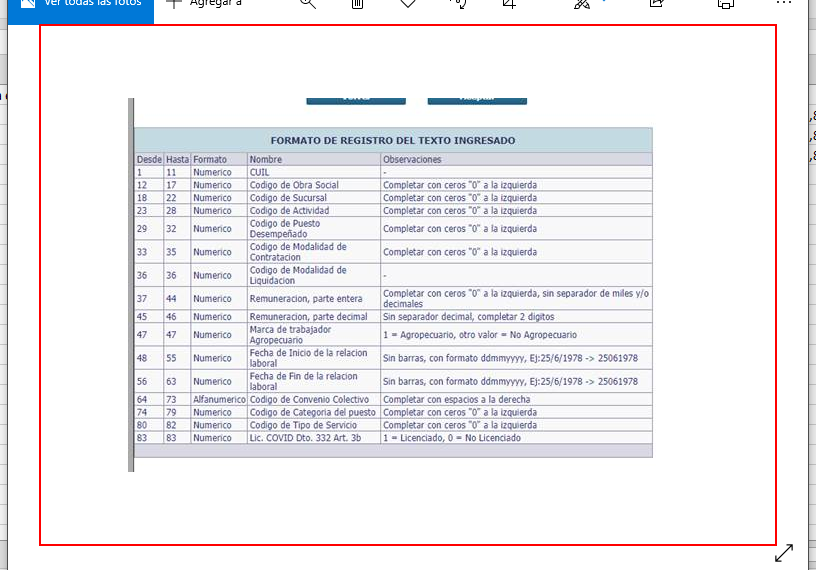 Ver todas las fotos Agregar a
FORMATO DE REGISTRO DEL TEXTO INGRESADO
Desde Hasta Formato Nombre Observaciones
1 11 Numerico CUIL -
12 17 Numerico Codigo de Obra Social Completar con ceros "0" a la izquierda
18 22 Numerico Codigo de Sucursal Completar con ceros "0" a la izquierda
23 28 Numerico Codigo de Actividad Completar con ceros "0" a la izquierda
29 32 Numerico Codigo de Puesto
Desempeñado Completar con ceros "0" a la izquierda
33 35 Numerico Codigo de Modalidad de
Contratacion Completar con ceros "0" a la izquierda
36 36 Numerico Codigo de Modalidad de
Liquidacion -
37 44 Numerico Remuneracion, parte entera Completar con ceros "0" a la izquierda, sin separador de miles y/o
decimales
45 46 Numerico Remuneracion, parte decimal Sin separador decimal, completar 2 digitos
47 47 Numerico Marca de trabajador
Agropecuario 1 = Agropecuario, otro valor = No Agropecuario
48 55 Numerico Fecha de Inicio de la relacion
laboral Sin barras, con formato ddmmyyyy, Ej:25/6/1978 -> 25061978
56 63 Numerico Fecha de Fin de la relacion
laboral Sin barras, con formato ddmmyyyy, Ej:25/6/1978 -> 25061978
64 73 Alfanumerico Codigo de Convenio Colectivo Completar con espacios a la derecha
74 79 Numerico Codigo de Categoria del puesto Completar con ceros "0" a la izquierda
80 82 Numerico Codigo de Tipo de Servicio Completar con ceros "0" a la izquierda
83 83 Numerico Lic. COVID Dto. 332 Art. 3b 1 = Licenciado, 0 = No Licenciado